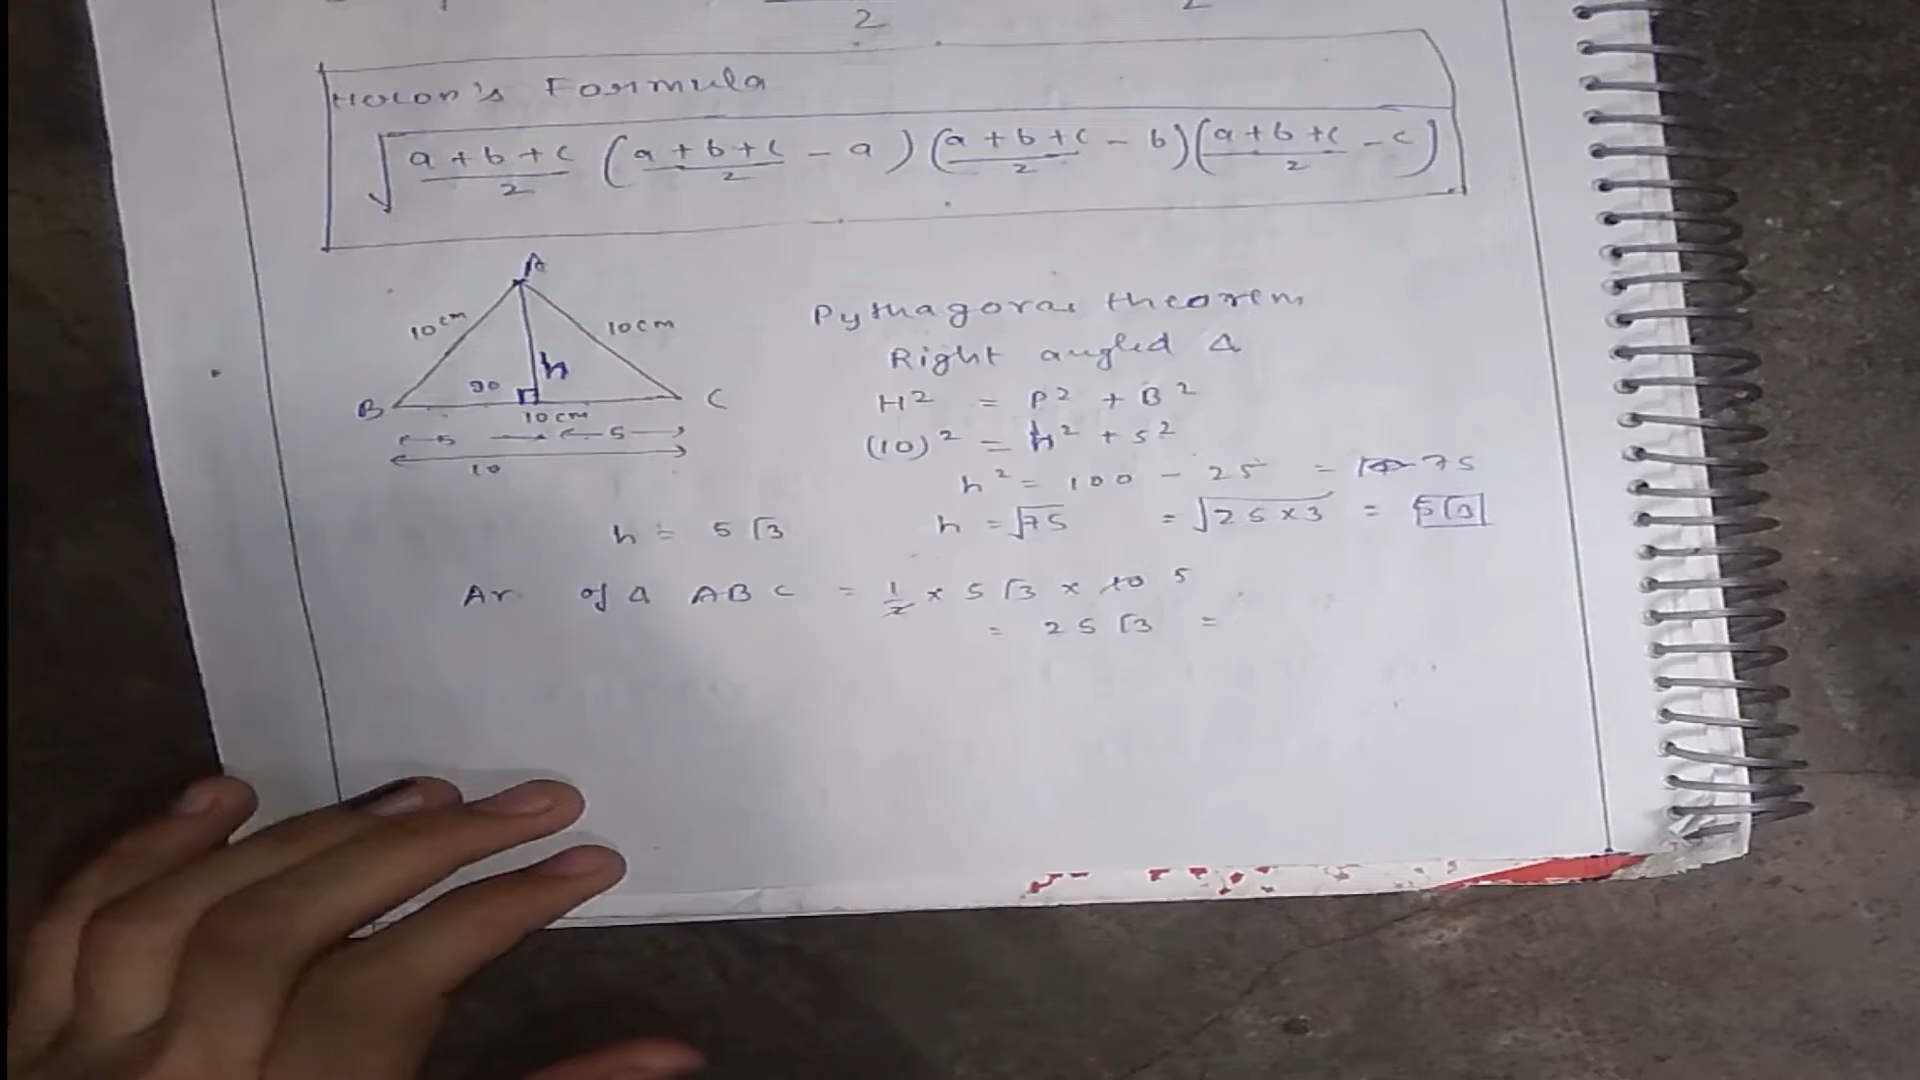 2 2
Heron's Formula
√ a+b+c/2 (a+b+c/2 - a) (a+b+c/2 - b) (a+b+c/2 - c)
A
10cm 10cm
h
90
B C
10cm
5 5
10
Pythagoras theorem
Right angled Δ
H² = P² + B²
(10)² = h² + 5²
h² = 100 - 25 = 75
h = √75 = √25×3 = 5√3
h = 5√3
Ar. of Δ ABC = 1/2 × 5√3 × 10 5
= 25√3 =